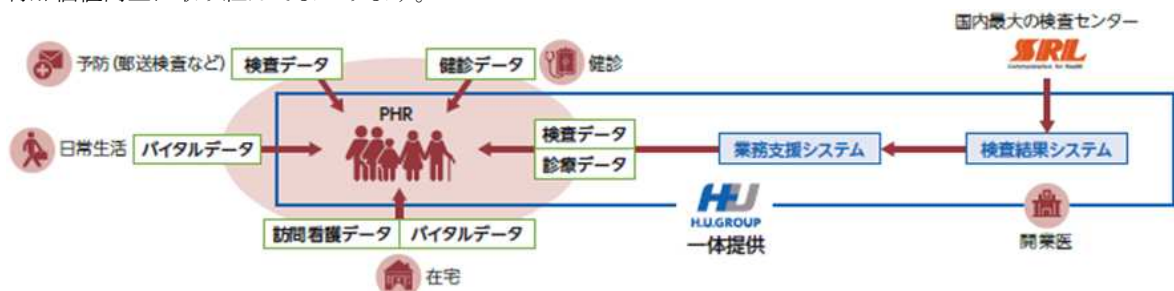 国内最大の検査センター
SRL
予防(郵送検査など)
検査データ
健診データ
健診
PHR
日常生活
バイタルデータ
検査データ
診療データ
業務支援システム
検査結果システム
H.U.GROUP
一体提供
開業医
訪問看護データ
バイタルデータ
在宅